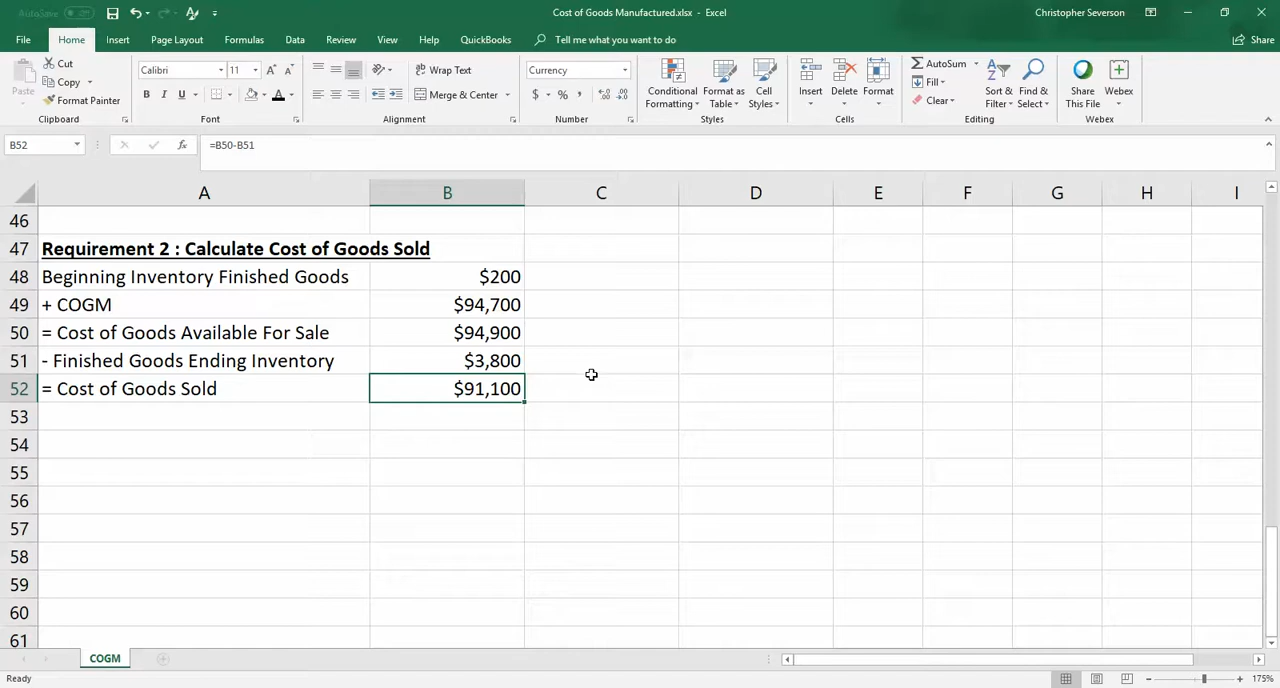 AutoSave Off
Cost of Goods Manufactured.xlsx - Excel
Christopher Severson
File Home Insert Page Layout Formulas Data Review View Help QuickBooks Tell me what you want to do Share
Paste
Cut
Copy
Format Painter
Clipboard
Calibri 11
B I U
Font
Wrap Text
Merge & Center
Alignment
Currency
$ % ,
Number
Conditional Formatting
Format as Table
Cell Styles
Styles
Insert Delete Format
Cells
AutoSum
Fill
Clear
Sort & Filter
Find & Select
Editing
Share This File
Webex
Webex
B52 fx =B50-B51
A B C D E F G H I
46
47 Requirement 2 : Calculate Cost of Goods Sold
48 Beginning Inventory Finished Goods $200
49 + COGM $94,700
50 = Cost of Goods Available For Sale $94,900
51 - Finished Goods Ending Inventory $3,800
52 = Cost of Goods Sold $91,100
53
54
55
56
57
58
59
60
61
COGM
Ready
175%